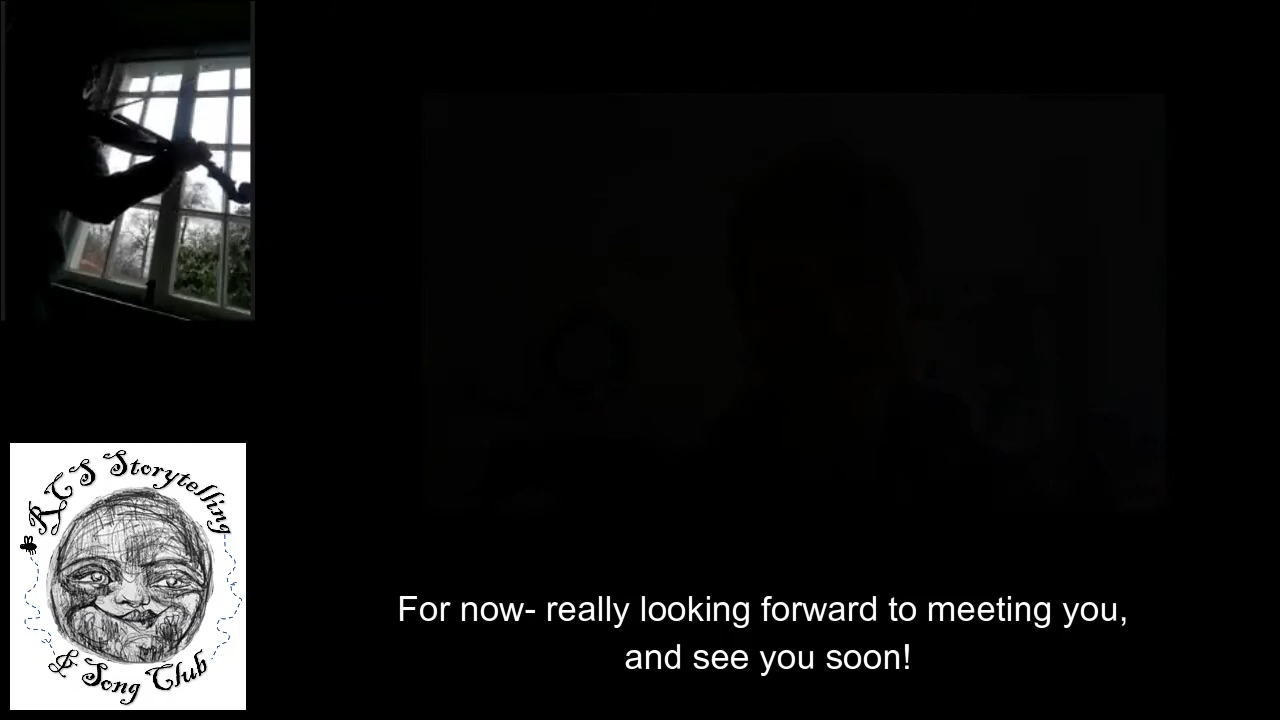 RCS Storytelling
& Song Club
For now- really looking forward to meeting you,
and see you soon!